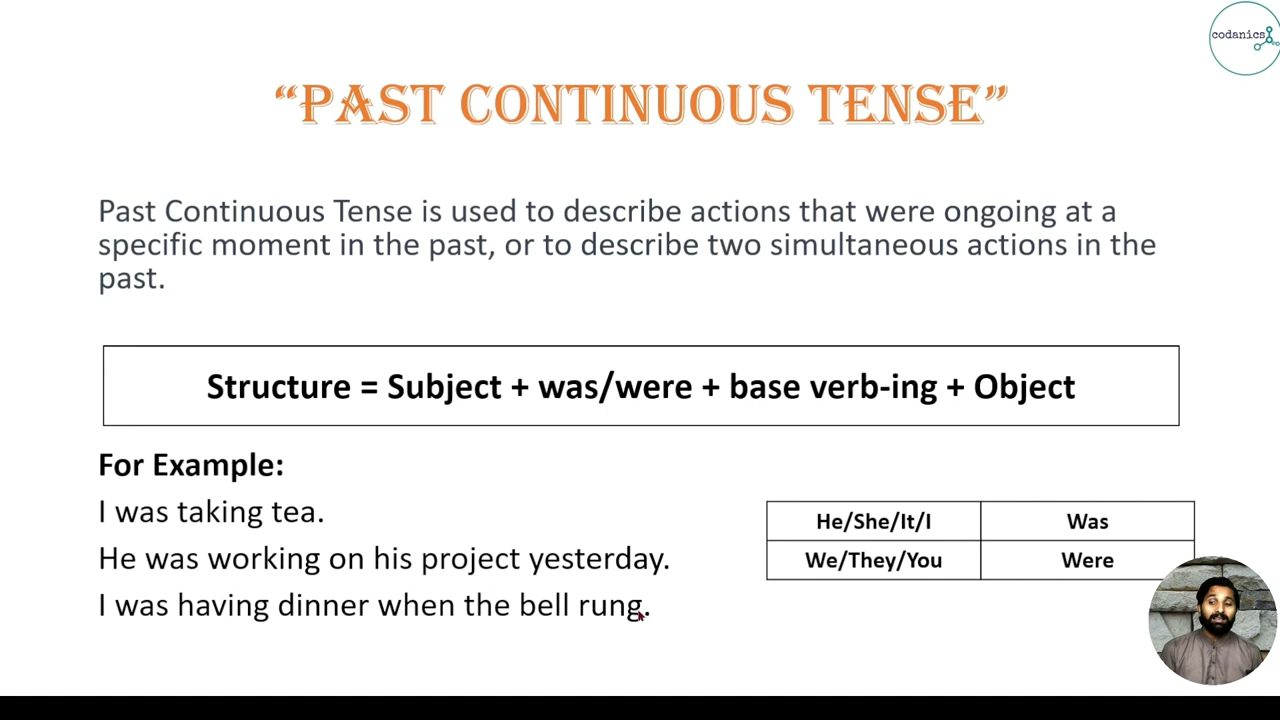 codanics
“PAST CONTINUOUS TENSE”
Past Continuous Tense is used to describe actions that were ongoing at a
specific moment in the past, or to describe two simultaneous actions in the
past.
Structure = Subject + was/were + base verb-ing + Object
For Example:
I was taking tea.
He was working on his project yesterday.
I was having dinner when the bell rung.
He/She/It/I Was
We/They/You Were